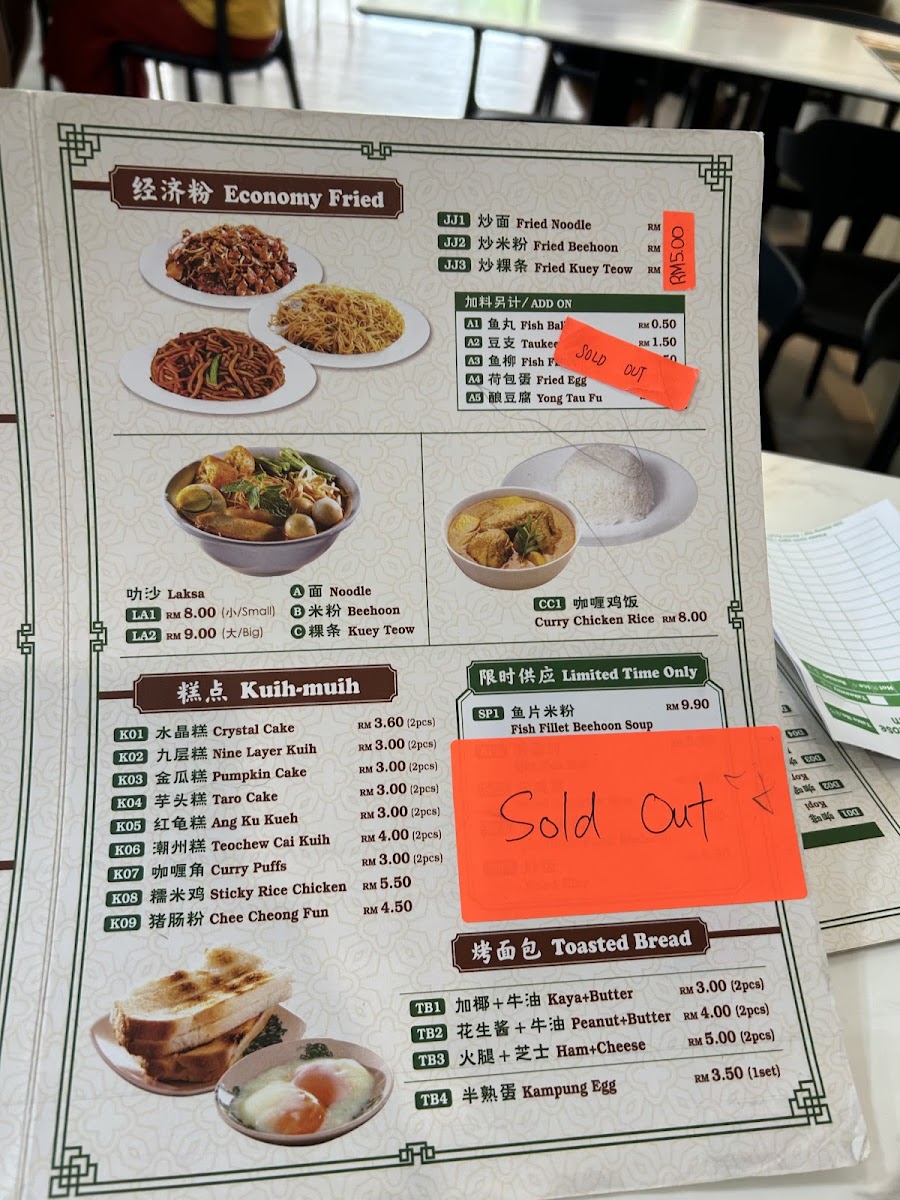 经济粉 Economy Fried
JJ1 炒面 Fried Noodle RM
JJ2 炒米粉 Fried Beehoon RM
JJ3 炒粿条 Fried Kuey Teow RM
RM5.00
加料另计/ADD ON
A1 鱼丸 Fish Bal RM 0.50
A2 豆支 Taukee RM 1.50
A3 鱼柳 Fish F
A4 荷包蛋 Fried Egg
A5 酿豆腐 Yong Tau Fu
SOLD OUT
叻沙 Laksa
LA1 RM 8.00 (小/Small)
LA2 RM 9.00 (大/Big)
A 面 Noodle
B 米粉 Beehoon
C 粿条 Kuey Teow
CC1 咖喱鸡饭
Curry Chicken Rice RM 8.00
糕点 Kuih-muih
K01 水晶糕 Crystal Cake RM 3.60 (2pcs)
K02 九层糕 Nine Layer Kuih RM 3.00 (2pcs)
K03 金瓜糕 Pumpkin Cake RM 3.00 (2pcs)
K04 芋头糕 Taro Cake RM 3.00 (2pcs)
K05 红龟糕 Ang Ku Kueh RM 3.00 (2pcs)
K06 潮州糕 Teochew Cai Kuih RM 4.00 (2pcs)
K07 咖喱角 Curry Puffs RM 3.00 (2pcs)
K08 糯米鸡 Sticky Rice Chicken RM 5.50
K09 猪肠粉 Chee Cheong Fun RM 4.50
限时供应 Limited Time Only
SP1 鱼片米粉 RM 9.90
Fish Fillet Beehoon Soup
Sold Out
烤面包 Toasted Bread
TB1 加椰+牛油 Kaya+Butter RM 3.00 (2pcs)
TB2 花生酱+牛油 Peanut+Butter RM 4.00 (2pcs)
TB3 火腿+芝士 Ham+Cheese RM 5.00 (2pcs)
TB4 半熟蛋 Kampung Egg RM 3.50 (1set)
D03
D02
D01
Kopi